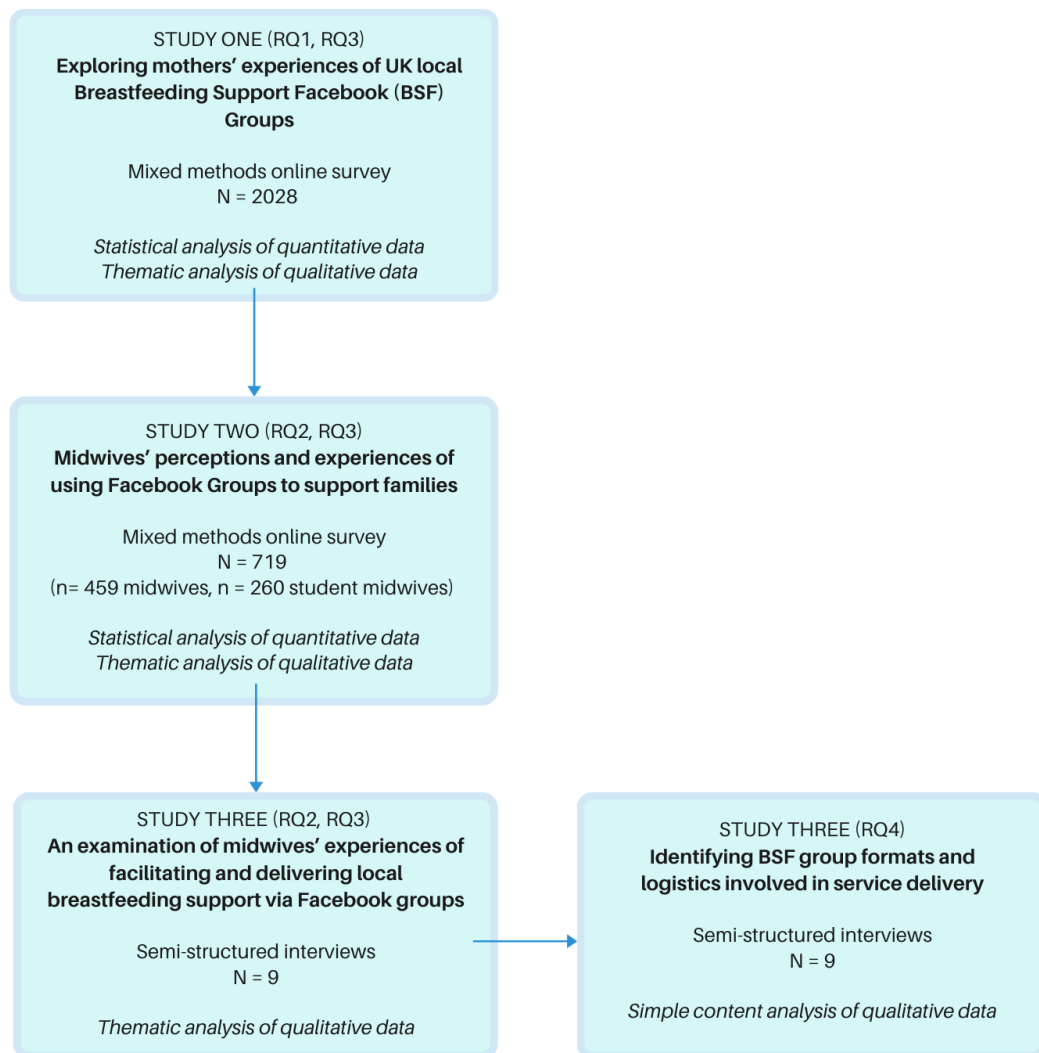 STUDY ONE (RQ1, RQ3)
Exploring mothers’ experiences of UK local
Breastfeeding Support Facebook (BSF)
Groups
Mixed methods online survey
N = 2028
Statistical analysis of quantitative data
Thematic analysis of qualitative data
STUDY TWO (RQ2, RQ3)
Midwives’ perceptions and experiences of
using Facebook Groups to support families
Mixed methods online survey
N = 719
(n= 459 midwives, n = 260 student midwives)
Statistical analysis of quantitative data
Thematic analysis of qualitative data
STUDY THREE (RQ2, RQ3)
An examination of midwives’ experiences of
facilitating and delivering local
breastfeeding support via Facebook groups
Semi-structured interviews
N = 9
Thematic analysis of qualitative data
STUDY THREE (RQ4)
Identifying BSF group formats and
logistics involved in service delivery
Semi-structured interviews
N = 9
Simple content analysis of qualitative data